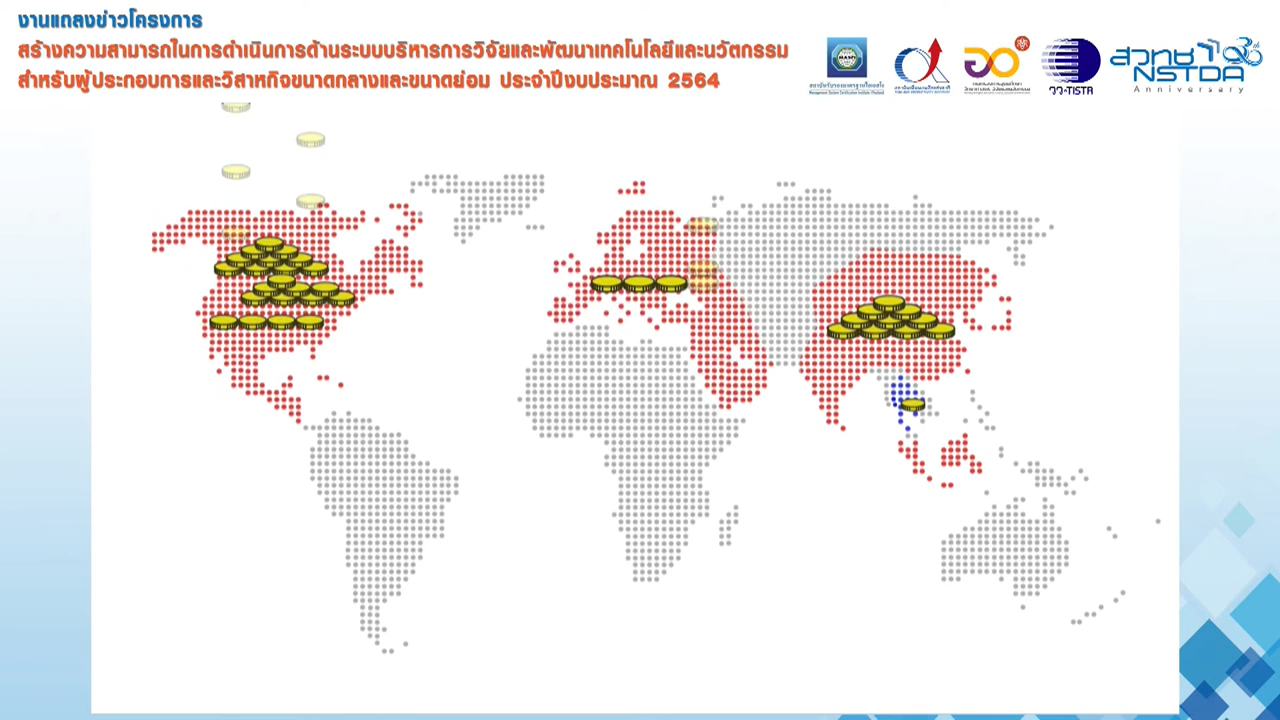 งานแถลงข่าวโครงการ
สร้างความสามารถในการดำเนินการด้านระบบบริหารการวิจัยและพัฒนาเทคโนโลยีและนวัตกรรม
สำหรับผู้ประกอบการและวิสาหกิจขนาดกลางและขนาดย่อม ประจำปีงบประมาณ 2564
วว•TISTR
สวทช
NSTDA
Anniversary